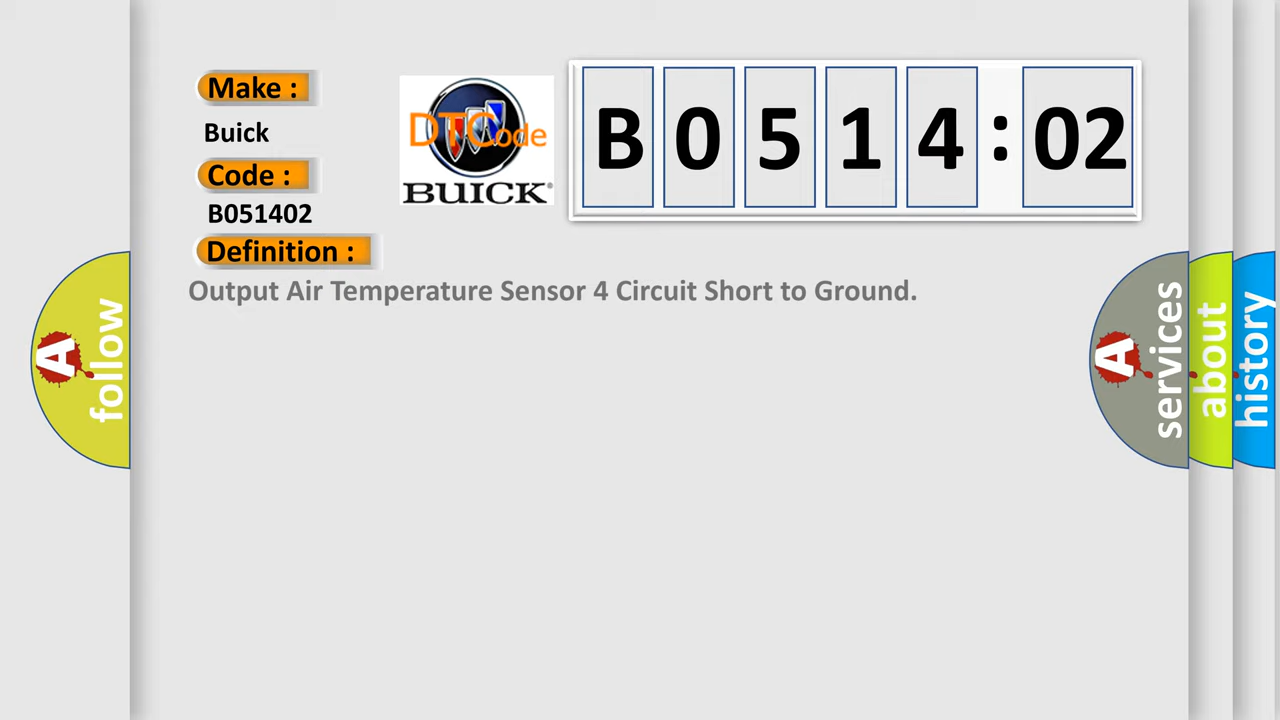 Make :
Buick
Code :
B051402
Definition :
Output Air Temperature Sensor 4 Circuit Short to Ground.
DTCode
BUICK®
B 0 5 1 4 : 02
A follow
A services
about
history